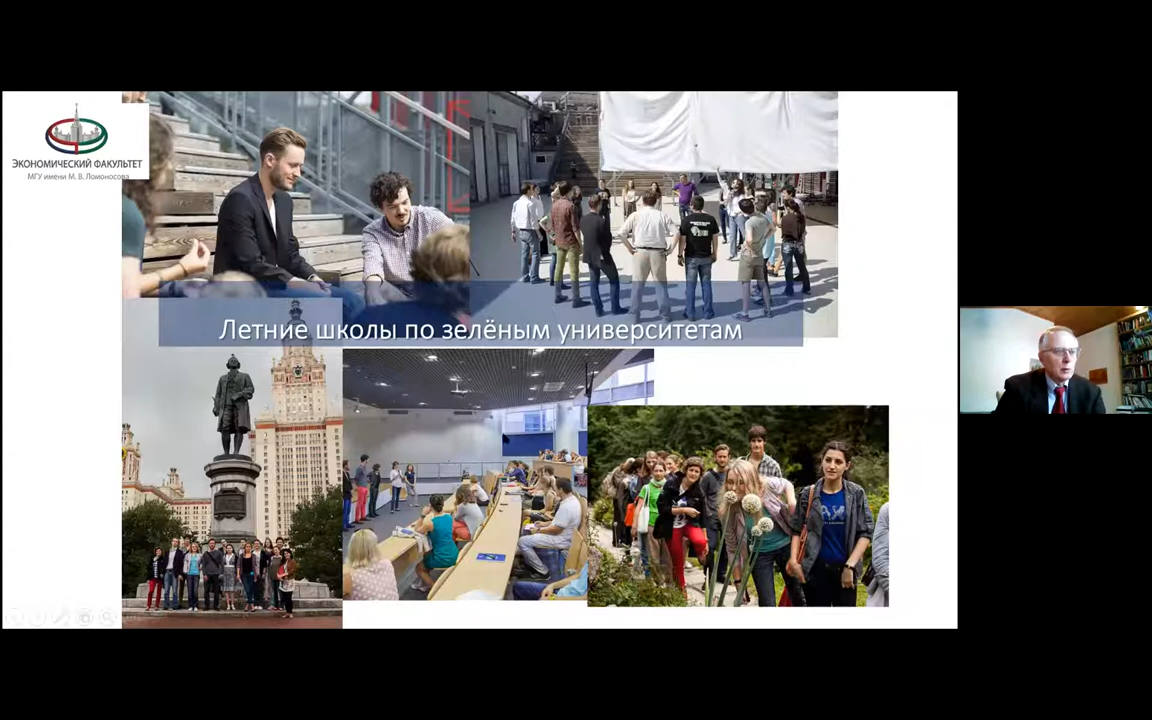 ЭКОНОМИЧЕСКИЙ ФАКУЛЬТЕТ
МГУ имени М. В. Ломоносова
Летние школы по зелёным университетам